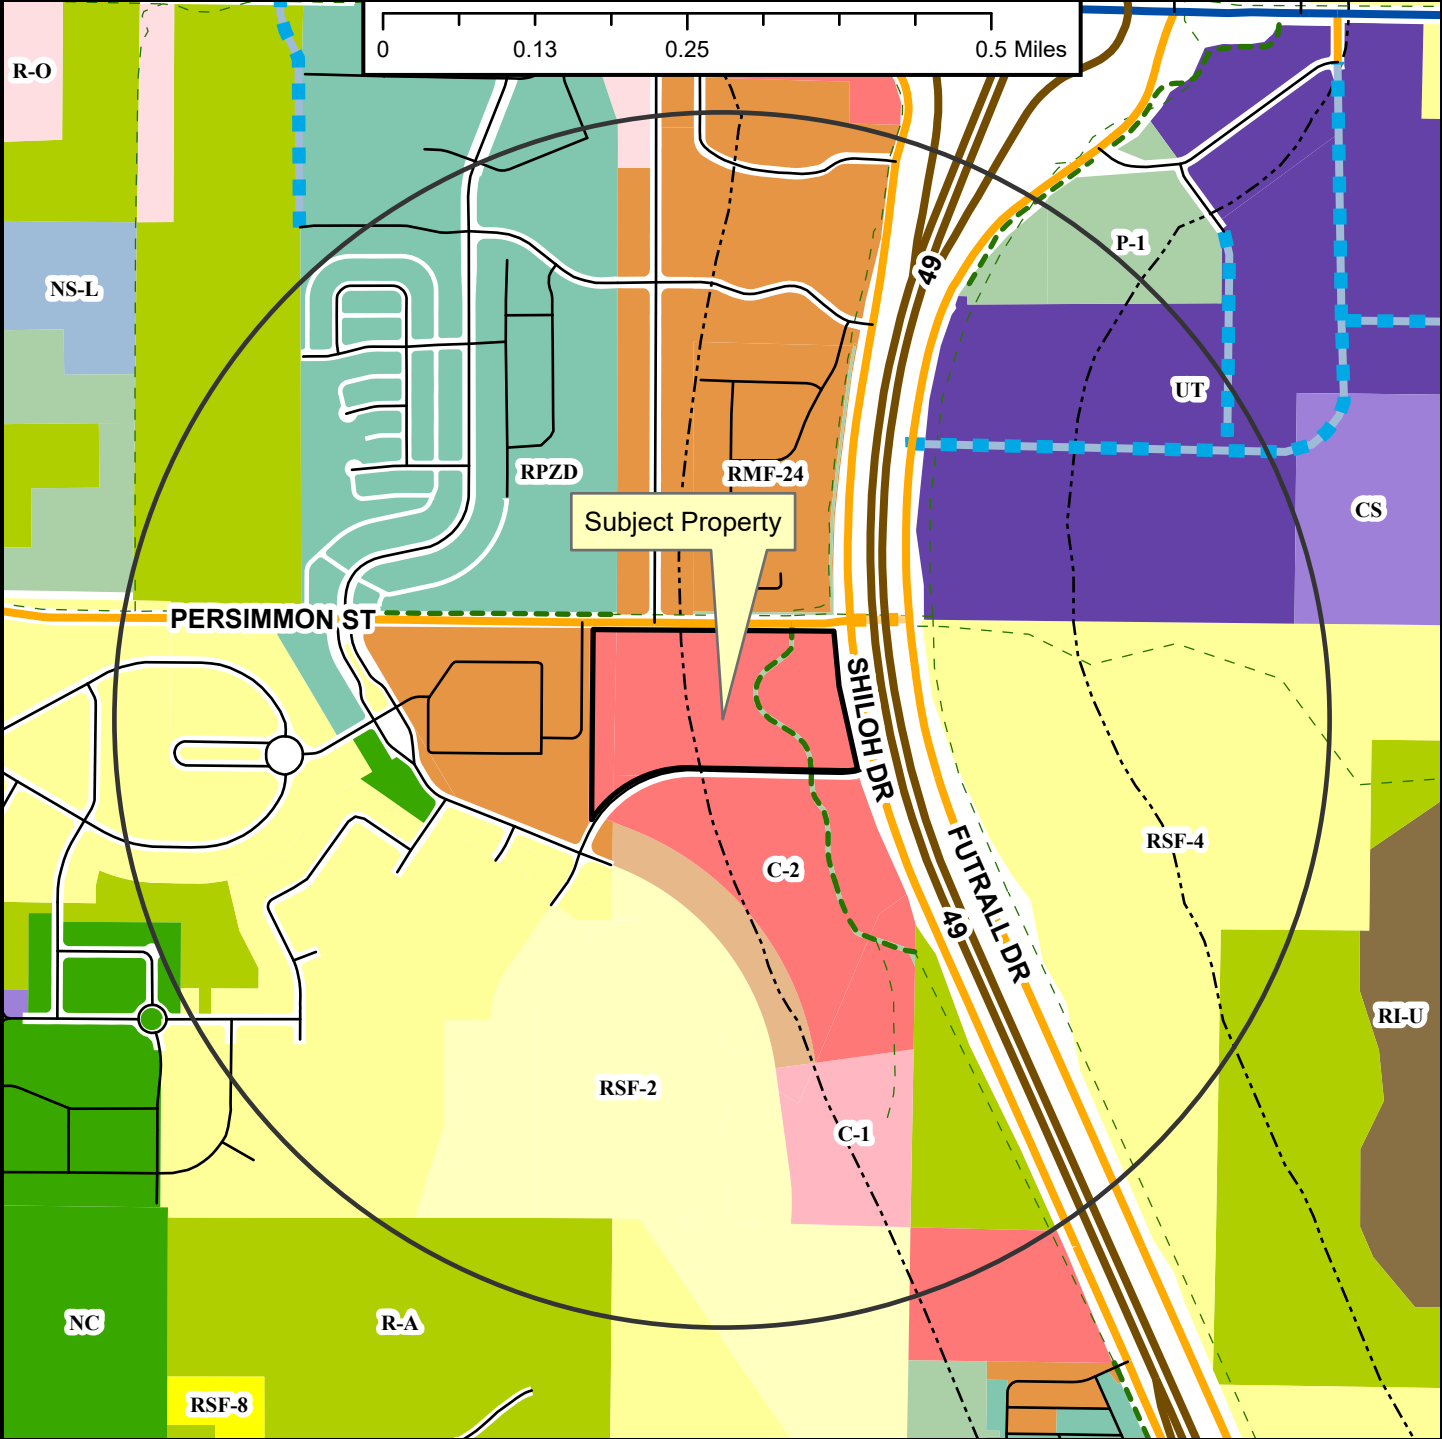 0 0.13 0.25 0.5 Miles
R-O
P-1
49
NS-L
UT
RPZD
RMF-24
CS
Subject Property
PERSIMMON ST
SHILOH DR
RSF-4
C-2
FUTRALL DR
49
RI-U
RSF-2
C-1
NC
R-A
RSF-8